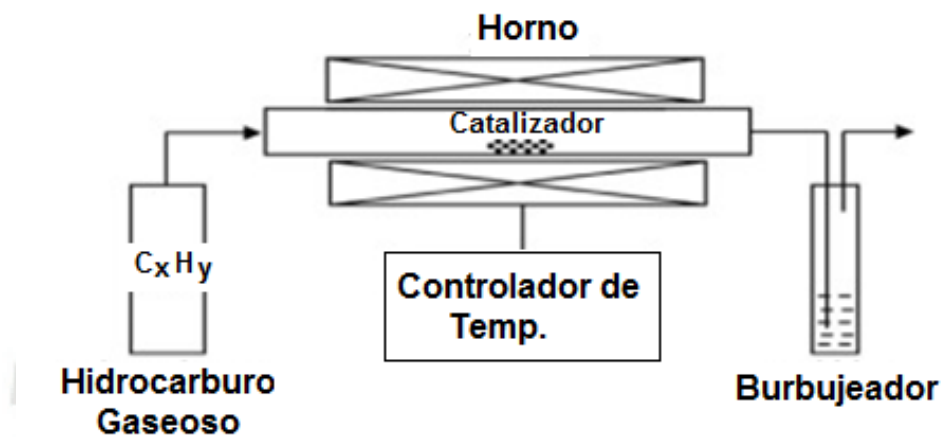 Horno
Catalizador
CxHy
Controlador de
Temp.
Hidrocarburo
Gaseoso
Burbujeador